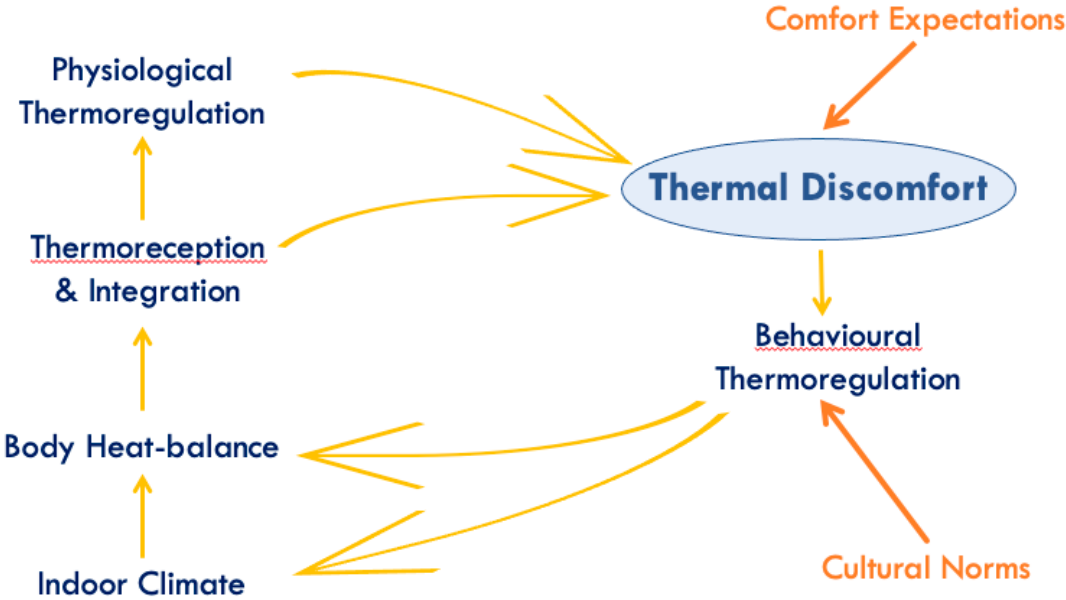 Comfort Expectations
Physiological
Thermoregulation
Thermal Discomfort
Thermoreception
& Integration
Behavioural
Thermoregulation
Body Heat-balance
Cultural Norms
Indoor Climate